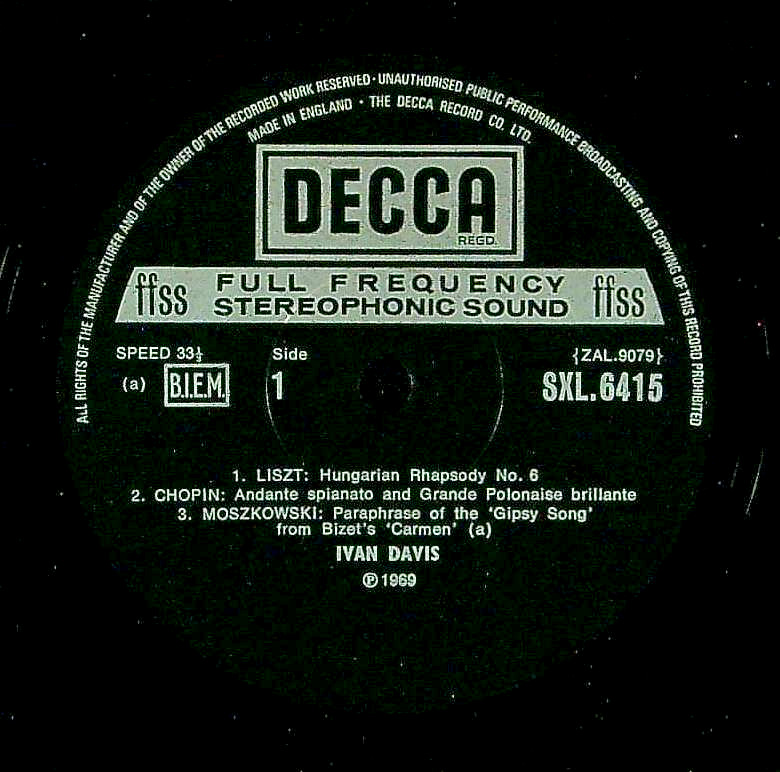 ALL RIGHTS OF THE MANUFACTURER AND OF THE OWNER OF THE RECORDED WORK RESERVED · UNAUTHORISED PUBLIC PERFORMANCE BROADCASTING AND COPYING OF THIS RECORD PROHIBITED
MADE IN ENGLAND · THE DECCA RECORD CO. LTD.
DECCA
REGD.
ffss FULL FREQUENCY ffss
STEREOPHONIC SOUND
SPEED 33⅓ Side {ZAL.9079}
(a) B.I.E.M. 1 SXL.6415
1. LISZT: Hungarian Rhapsody No. 6
2. CHOPIN: Andante spianato and Grande Polonaise brillante
3. MOSZKOWSKI: Paraphrase of the ‘Gipsy Song’
from Bizet's ‘Carmen’ (a)
IVAN DAVIS
℗ 1969